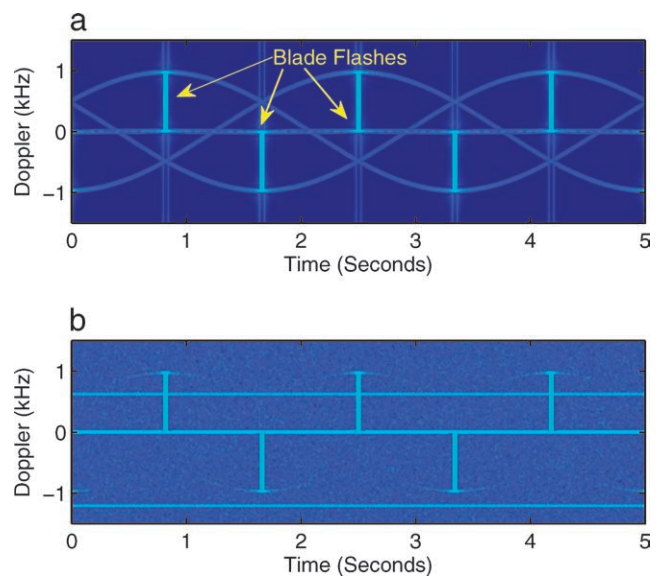 a
Blade Flashes
Doppler (kHz)
1
0
−1
0 1 2 3 4 5
Time (Seconds)
b
Doppler (kHz)
1
0
−1
0 1 2 3 4 5
Time (Seconds)